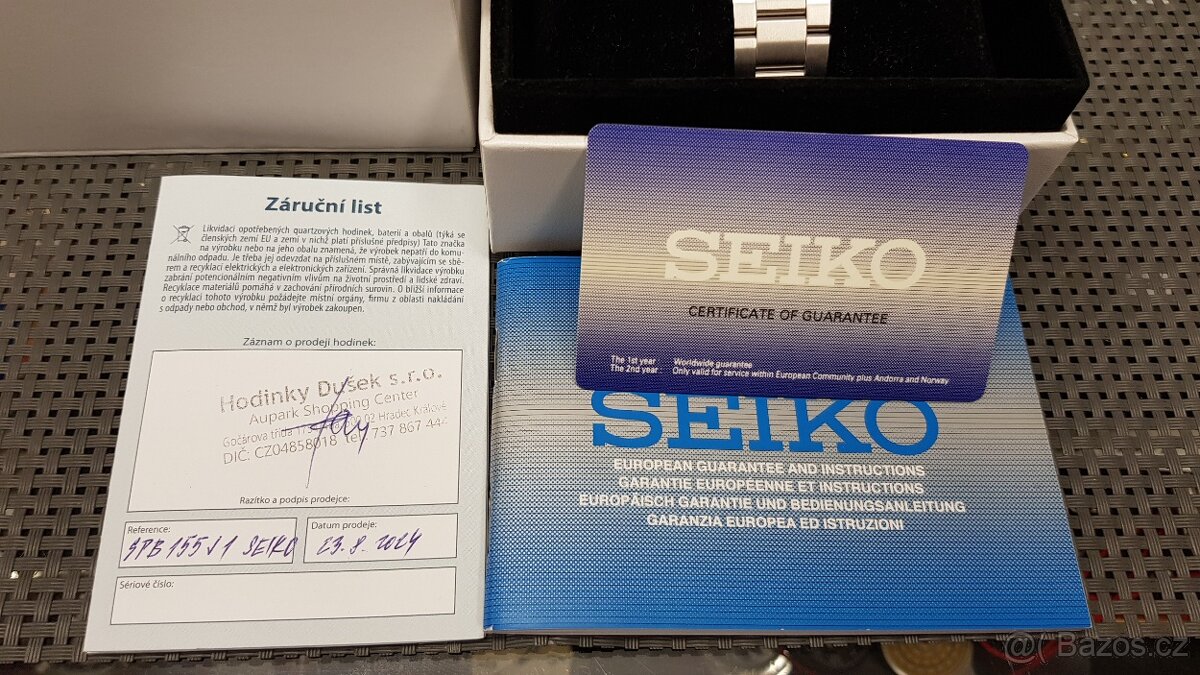 Záruční list
Likvidaci opotřebených quartzových hodinek, baterií a obalů (týká se
členských zemí EU a zemí v nichž platí příslušné předpisy) Tato značka
na výrobku nebo na jeho obalu znamená, že výrobek nepatří do komu-
nálního odpadu. Je třeba jej odevzdat na příslušném místě, zabývajícím se sbě-
rem a recyklací elektrických a elektronických zařízení. Správná likvidace výrobku
zabrání potencionálním negativním vlivům na životní prostředí a lidské zdraví.
Recyklace materiálů pomáhá v zachování přírodních surovin. O bližší informace
o recyklaci tohoto výrobku požádejte místní orgány, firmu z oblasti nakládání
s odpady nebo obchod, v němž byl výrobek zakoupen.
Záznam o prodeji hodinek:
Hodinky Dušek s.r.o.
Aupark Shopping Center
Gočárova třída 02 Hradec Králové
DIČ: CZ04858018 tel: 737 867 44
Razítko a podpis prodejce:
Reference:
SPB155J1 SEIKO
Datum prodeje:
23.8.2024
Sériové číslo:
SEIKO
CERTIFICATE OF GUARANTEE
The 1st year : Worldwide guarantee
The 2nd year : Only valid for service within European Community plus Andorra and Norway
SEIKO
EUROPEAN GUARANTEE AND INSTRUCTIONS
GARANTIE EUROPÉENNE ET INSTRUCTIONS
EUROPÄISCH GARANTIE UND BEDIENUNGSANLEITUNG
GARANZIA EUROPEA ED ISTRUZIONI
Bazos.cz